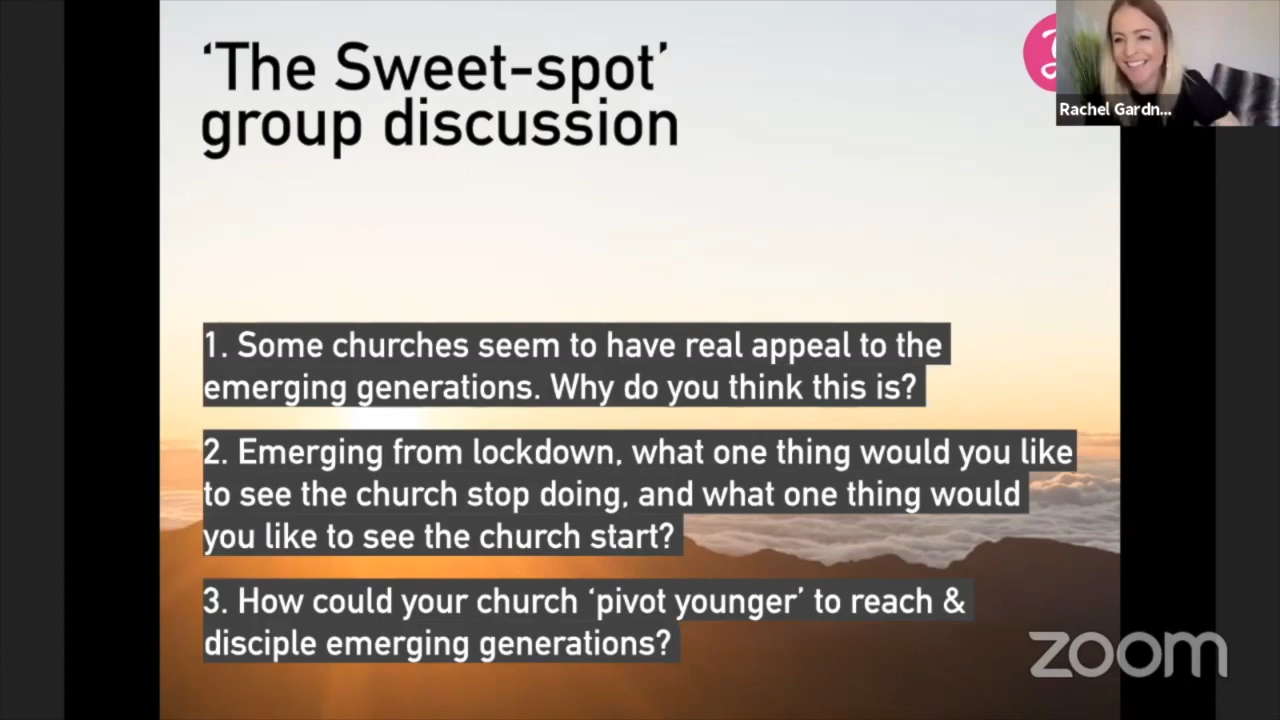 ‘The Sweet-spot’
group discussion
Rachel Gardn...
1. Some churches seem to have real appeal to the
emerging generations. Why do you think this is?
2. Emerging from lockdown, what one thing would you like
to see the church stop doing, and what one thing would
you like to see the church start?
3. How could your church ‘pivot younger’ to reach &
disciple emerging generations?
zoom